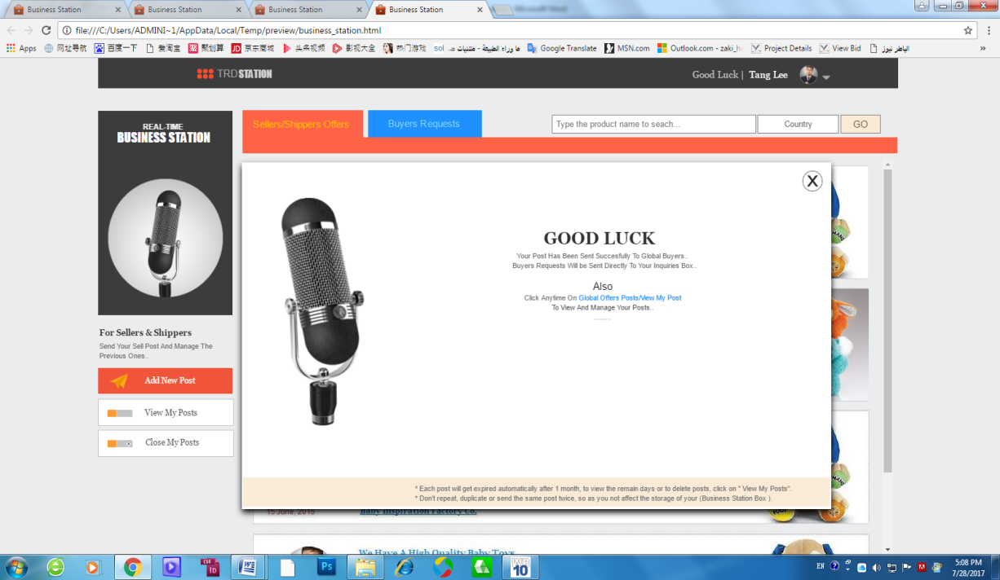 Business Station
Business Station
Business Station
Business Station
Microsoft Word
file:///C:/Users/ADMINI~1/AppData/Local/Temp/preview/business_station.html
Apps
网址导航
百度一下
爱淘宝
聚划算
京东商城
头条视频
影视大全
热门游戏
sol
ما وراء الطبيعة - منتديات
Google Translate
MSN.com
Outlook.com - zaki_h
Project Details
View Bid
الباطر نيوز
»
TRDSTATION
Good Luck | Tang Lee
REAL-TIME
BUSINESS STATION
Sellers/Shippers Offers
Buyers Requests
Type the product name to seach...
Country
GO
X
GOOD LUCK
Your Post Has Been Sent Succesfully To Global Buyers..
Buyers Requests Will be Sent Directly To Your Inquiries Box..
Also
Click Anytime On Global Offers Posts/View My Post
To View And Manage Your Posts..
For Sellers & Shippers
Send Your Sell Post And Manage The
Previous Ones..
Add New Post
View My Posts
Close My Posts
* Each post will get expired automatically after 1 month, to view the remain days or to delete posts, click on " View My Posts".
* Don't repeat, duplicate or send the same post twice, so as you not affect the storage of your (Business Station Box ).
15 June, 2016
Baby Inspiration Factory Co.
We Have A High Quality Baby Toys
CS5
Id
Ps
10
EN
5:08 PM
7/28/2017